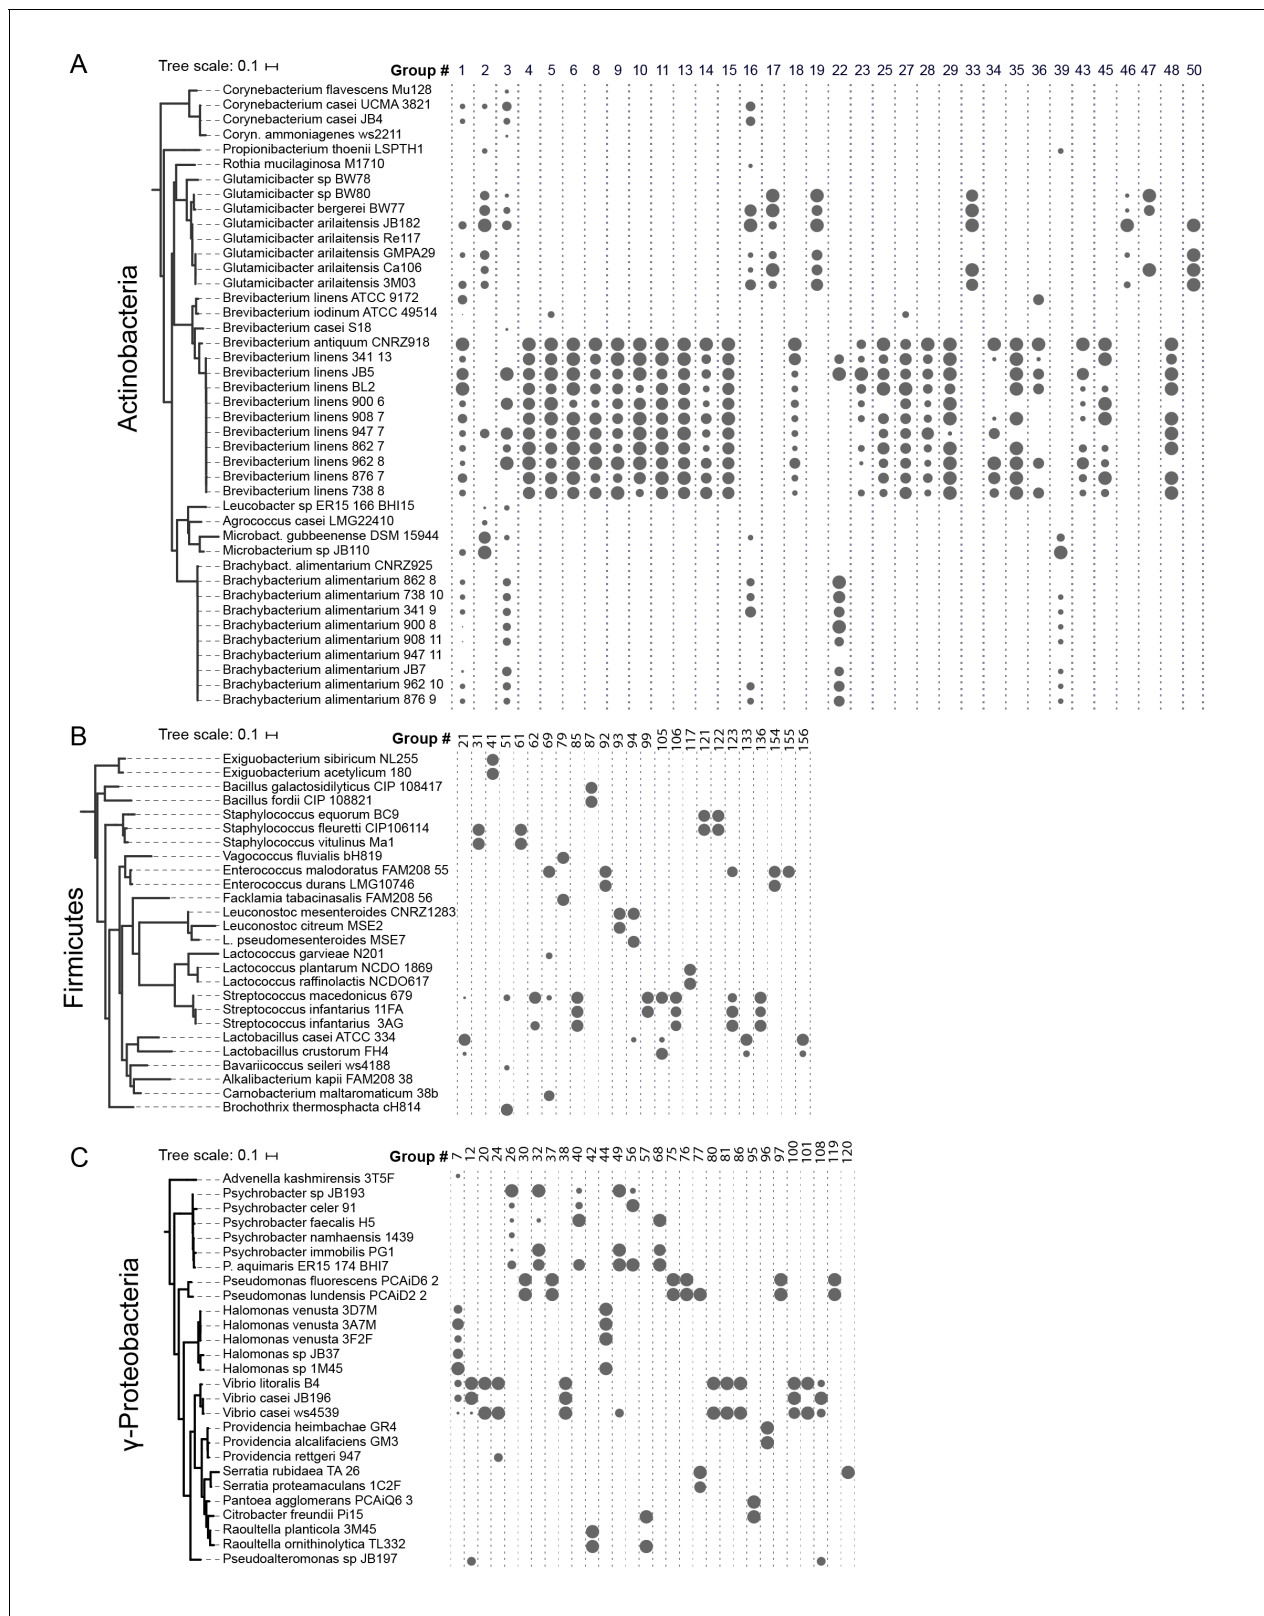 A
Tree scale: 0.1
Group # 1 2 3 4 5 6 8 9 10 11 13 14 15 16 17 18 19 22 23 25 27 28 29 33 34 35 36 39 43 45 46 47 48 50
Actinobacteria
Corynebacterium flavescens Mu128
Corynebacterium casei UCMA 3821
Corynebacterium casei JB4
Coryn. ammoniagenes ws2211
Propionibacterium thoenii LSPTH1
Rothia mucilaginosa M1710
Glutamicibacter sp BW78
Glutamicibacter sp BW80
Glutamicibacter bergerei BW77
Glutamicibacter arilaitensis JB182
Glutamicibacter arilaitensis Re117
Glutamicibacter arilaitensis GMPA29
Glutamicibacter arilaitensis Ca106
Glutamicibacter arilaitensis 3M03
Brevibacterium linens ATCC 9172
Brevibacterium iodinum ATCC 49514
Brevibacterium casei S18
Brevibacterium antiquum CNRZ918
Brevibacterium linens 341 13
Brevibacterium linens JB5
Brevibacterium linens BL2
Brevibacterium linens 900 6
Brevibacterium linens 908 7
Brevibacterium linens 947 7
Brevibacterium linens 862 7
Brevibacterium linens 962 8
Brevibacterium linens 876 7
Brevibacterium linens 738 8
Leucobacter sp ER15 166 BHI15
Agrococcus casei LMG22410
Microbact. gubbeenense DSM 15944
Microbacterium sp JB110
Brachybact. alimentarium CNRZ925
Brachybacterium alimentarium 862 8
Brachybacterium alimentarium 738 10
Brachybacterium alimentarium 341 9
Brachybacterium alimentarium 900 8
Brachybacterium alimentarium 908 11
Brachybacterium alimentarium 947 11
Brachybacterium alimentarium JB7
Brachybacterium alimentarium 962 10
Brachybacterium alimentarium 876 9
B
Tree scale: 0.1
Group # 21 31 41 51 61 62 69 79 85 87 92 93 94 99 105 106 117 121 122 123 133 136 154 155 156
Firmicutes
Exiguobacterium sibiricum NL255
Exiguobacterium acetylicum 180
Bacillus galactosidilyticus CIP 108417
Bacillus fordii CIP 108821
Staphylococcus equorum BC9
Staphylococcus fleuretti CIP106114
Staphylococcus vitulinus Ma1
Vagococcus fluvialis bH819
Enterococcus malodoratus FAM208 55
Enterococcus durans LMG10746
Facklamia tabacinasalis FAM208 56
Leuconostoc mesenteroides CNRZ1283
Leuconostoc citreum MSE2
L. pseudomesenteroides MSE7
Lactococcus garvieae N201
Lactococcus plantarum NCDO 1869
Lactococcus raffinolactis NCDO617
Streptococcus macedonicus 679
Streptococcus infantarius 11FA
Streptococcus infantarius 3AG
Lactobacillus casei ATCC 334
Lactobacillus crustorum FH4
Bavariicoccus seileri ws4188
Alkalibacterium kapii FAM208 38
Carnobacterium maltaromaticum 38b
Brochothrix thermosphacta cH814
C
Tree scale: 0.1
Group # 7 12 20 24 26 30 32 37 38 40 42 44 49 56 57 68 75 76 77 80 81 86 95 96 97 100 101 108 119 120
γ-Proteobacteria
Advenella kashmirensis 3T5F
Psychrobacter sp JB193
Psychrobacter celer 91
Psychrobacter faecalis H5
Psychrobacter namhaensis 1439
Psychrobacter immobilis PG1
P. aquimaris ER15 174 BHI7
Pseudomonas fluorescens PCAiD6 2
Pseudomonas lundensis PCAiD2 2
Halomonas venusta 3D7M
Halomonas venusta 3A7M
Halomonas venusta 3F2F
Halomonas sp JB37
Halomonas sp 1M45
Vibrio litoralis B4
Vibrio casei JB196
Vibrio casei ws4539
Providencia heimbachae GR4
Providencia alcalifaciens GM3
Providencia rettgeri 947
Serratia rubidaea TA 26
Serratia proteamaculans 1C2F
Pantoea agglomerans PCAiQ6 3
Citrobacter freundii Pi15
Raoultella planticola 3M45
Raoultella ornithinolytica TL332
Pseudoalteromonas sp JB197